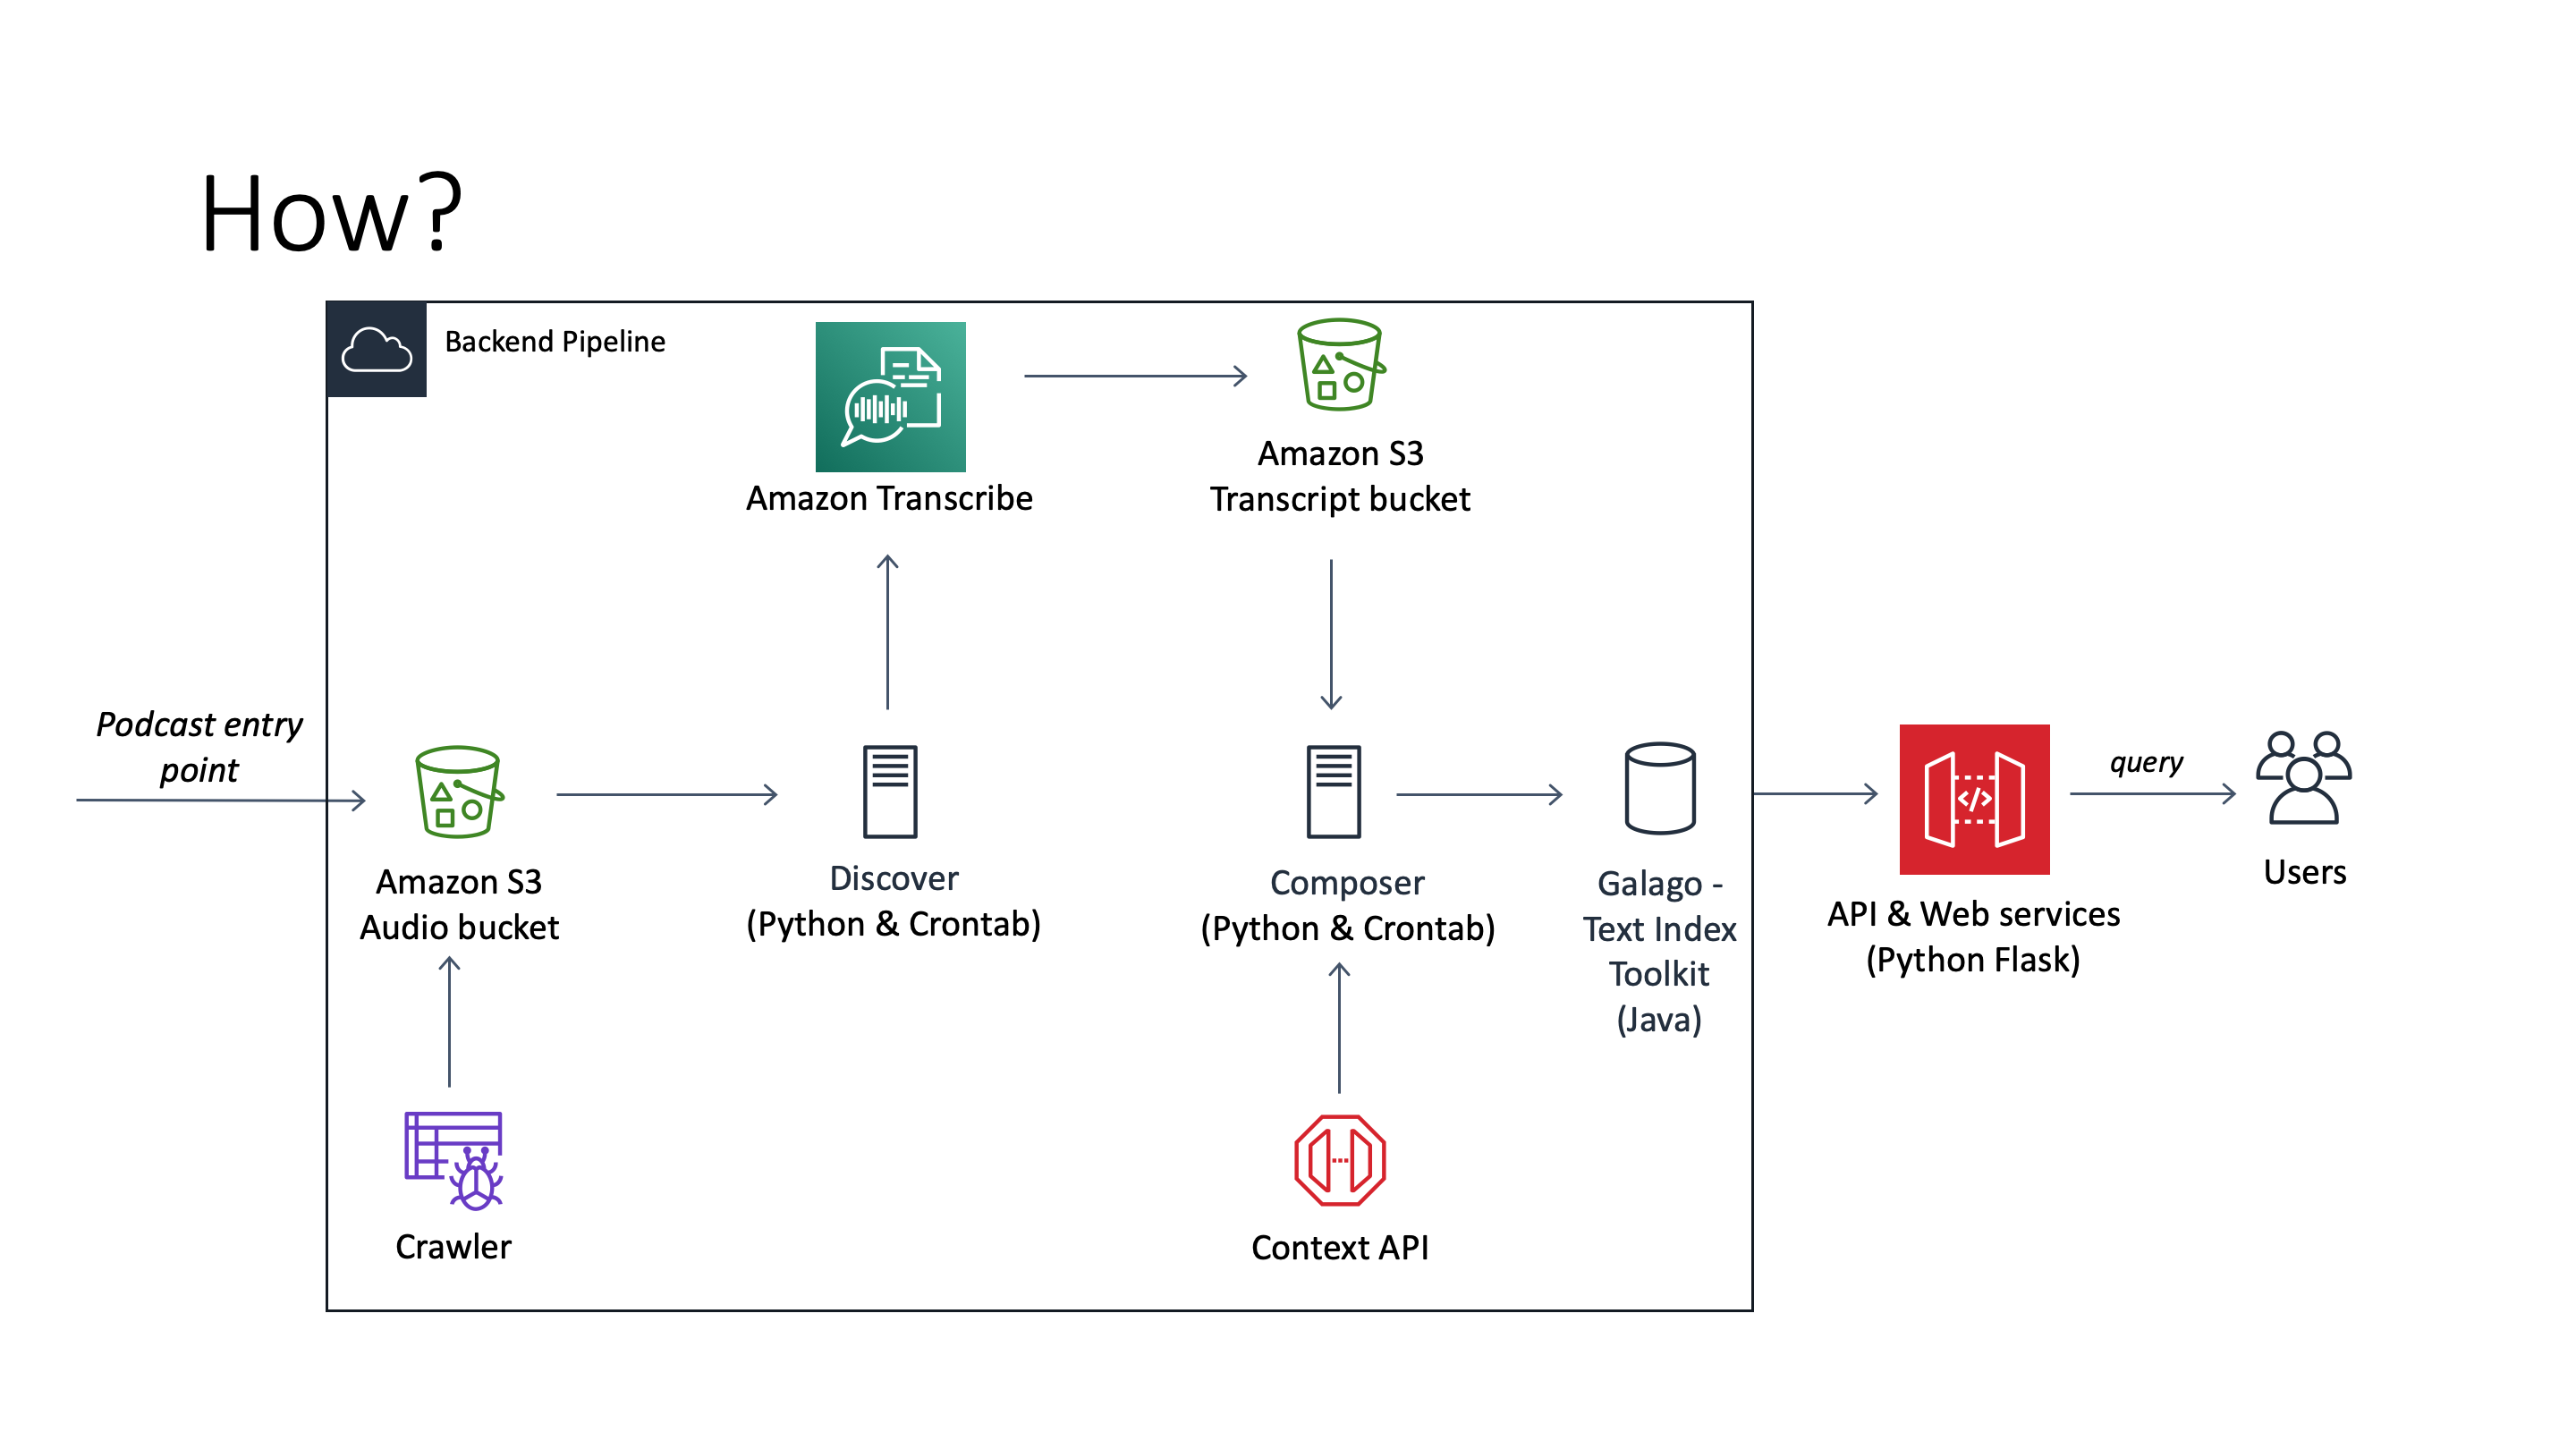 How?
Backend Pipeline
Amazon Transcribe
Amazon S3
Transcript bucket
Podcast entry
point
Amazon S3
Audio bucket
Discover
(Python & Crontab)
Composer
(Python & Crontab)
Galago -
Text Index
Toolkit
(Java)
</>
API & Web services
(Python Flask)
query
Users
Crawler
Context API